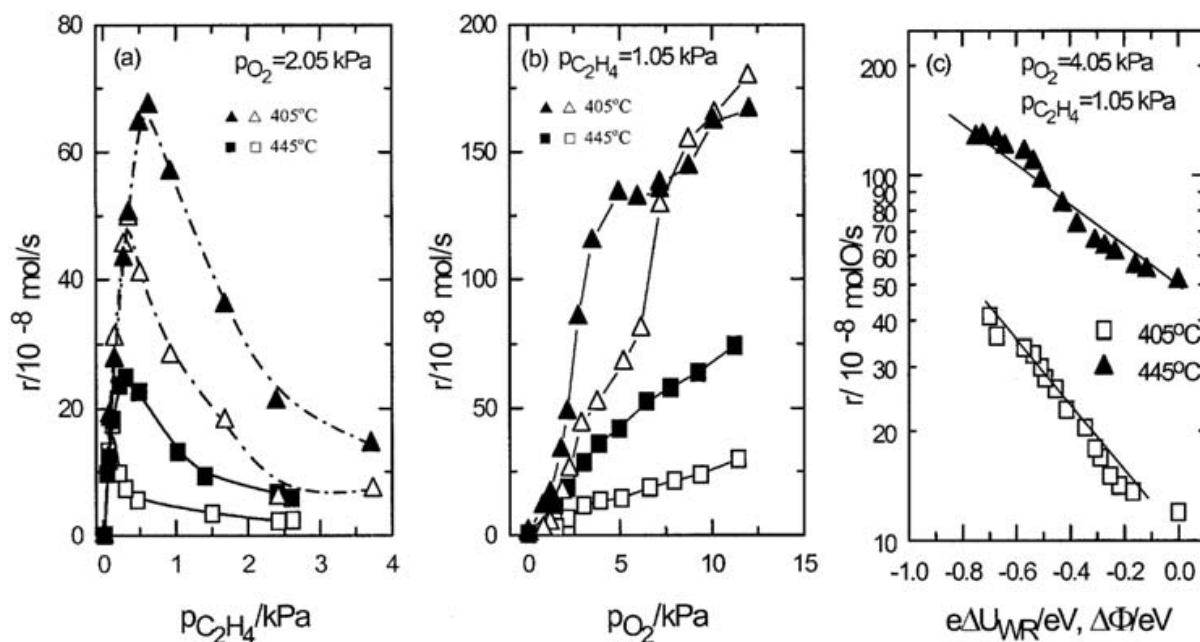 (a)
pO2=2.05 kPa
▲ △ 405°C
■ □ 445°C
80
60
40
20
0
r/10 -8 mol/s
0 1 2 3 4
pC2H4/kPa
(b)
pC2H4=1.05 kPa
▲ △ 405°C
■ □ 445°C
200
150
100
50
0
r/10 -8 mol/s
0 5 10 15
pO2/kPa
(c)
pO2=4.05 kPa
pC2H4=1.05 kPa
200
100
90
80
70
60
50
40
30
20
10
r/ 10 -8 molO/s
□ 405°C
▲ 445°C
-1.0 -0.8 -0.6 -0.4 -0.2 0.0
eΔUWR/eV, ΔΦ/eV